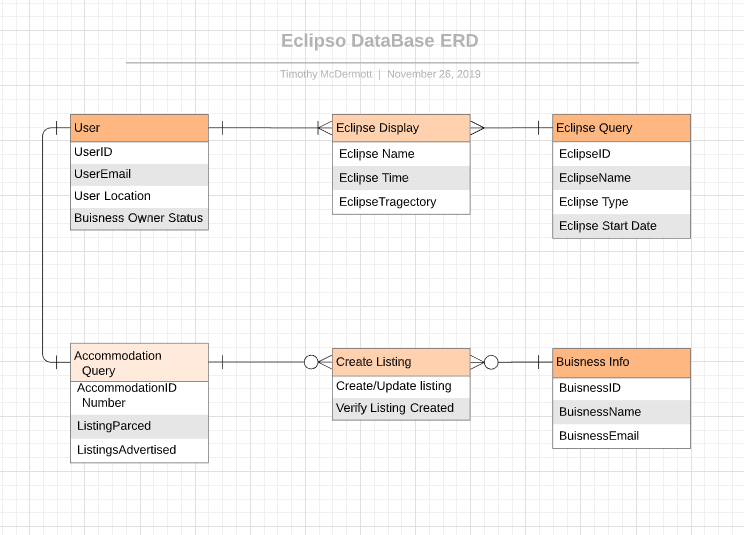 Eclipso DataBase ERD
Timothy McDermott | November 26, 2019
User
UserID
UserEmail
User Location
Buisness Owner Status
Eclipse Display
Eclipse Name
Eclipse Time
EclipseTragectory
Eclipse Query
EclipseID
EclipseName
Eclipse Type
Eclipse Start Date
Accommodation
Query
AccommodationID
Number
ListingParced
ListingsAdvertised
Create Listing
Create/Update listing
Verify Listing Created
Buisness Info
BuisnessID
BuisnessName
BuisnessEmail